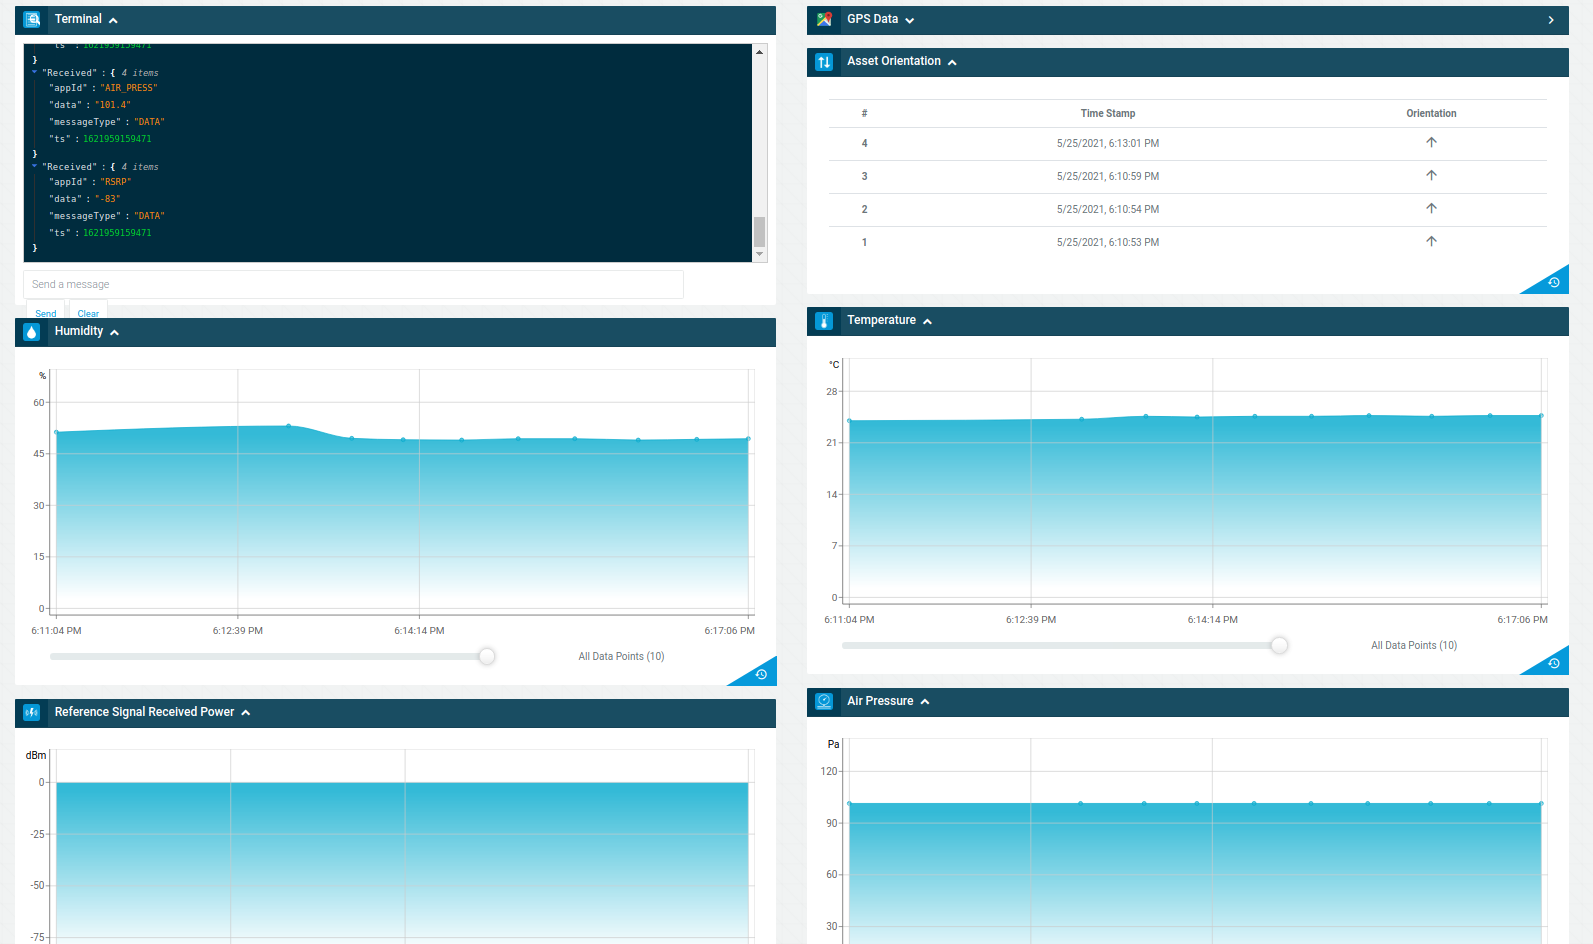 Terminal
"ts" : 1621959159471
}
"Received" : { 4 items
"appId" : "AIR_PRESS"
"data" : "101.4"
"messageType" : "DATA"
"ts" : 1621959159471
}
"Received" : { 4 items
"appId" : "RSRP"
"data" : "-83"
"messageType" : "DATA"
"ts" : 1621959159471
}
Send a message
Send Clear
GPS Data
Asset Orientation
# Time Stamp Orientation
4 5/25/2021, 6:13:01 PM ↑
3 5/25/2021, 6:10:59 PM ↑
2 5/25/2021, 6:10:54 PM ↑
1 5/25/2021, 6:10:53 PM ↑
Humidity
%
60
45
30
15
0
6:11:04 PM 6:12:39 PM 6:14:14 PM 6:17:06 PM
All Data Points (10)
Temperature
°C
28
21
14
7
0
6:11:04 PM 6:12:39 PM 6:14:14 PM 6:17:06 PM
All Data Points (10)
Reference Signal Received Power
dBm
0
-25
-50
-75
Air Pressure
Pa
120
90
60
30